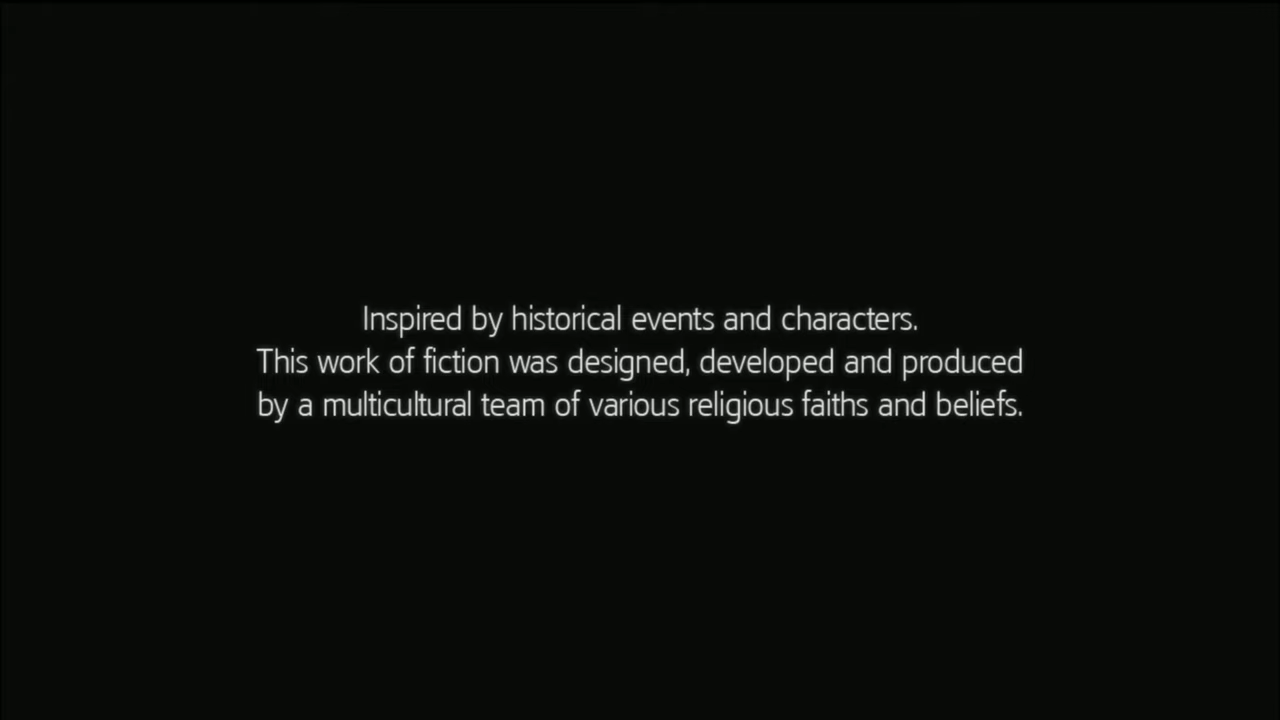 Inspired by historical events and characters.
This work of fiction was designed, developed and produced
by a multicultural team of various religious faiths and beliefs.